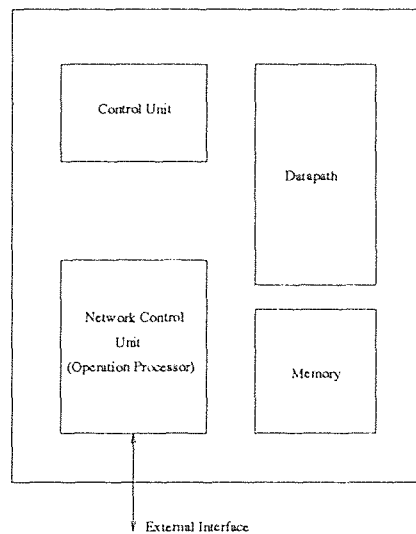 Control Unit
Datapath
Network Control
Unit
(Operation Processor)
Memory
External Interface